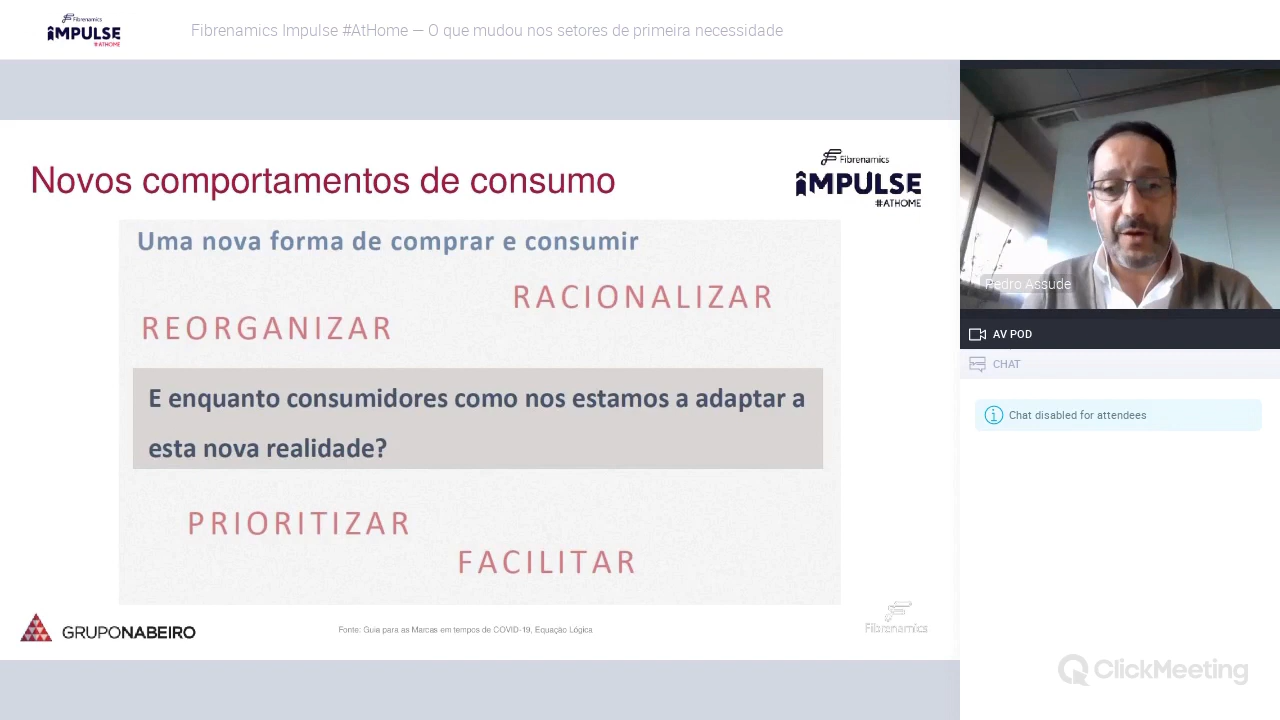 Fibrenamics
IMPULSE
#ATHOME
Fibrenamics Impulse #AtHome — O que mudou nos setores de primeira necessidade
Novos comportamentos de consumo
Fibrenamics
IMPULSE
#ATHOME
Uma nova forma de comprar e consumir
RACIONALIZAR
REORGANIZAR
E enquanto consumidores como nos estamos a adaptar a
esta nova realidade?
PRIORITIZAR
FACILITAR
GRUPONABEIRO
Fonte: Guia para as Marcas em tempos de COVID-19, Equação Lógica
Fibrenamics
Pedro Assude
AV POD
CHAT
Chat disabled for attendees
ClickMeeting